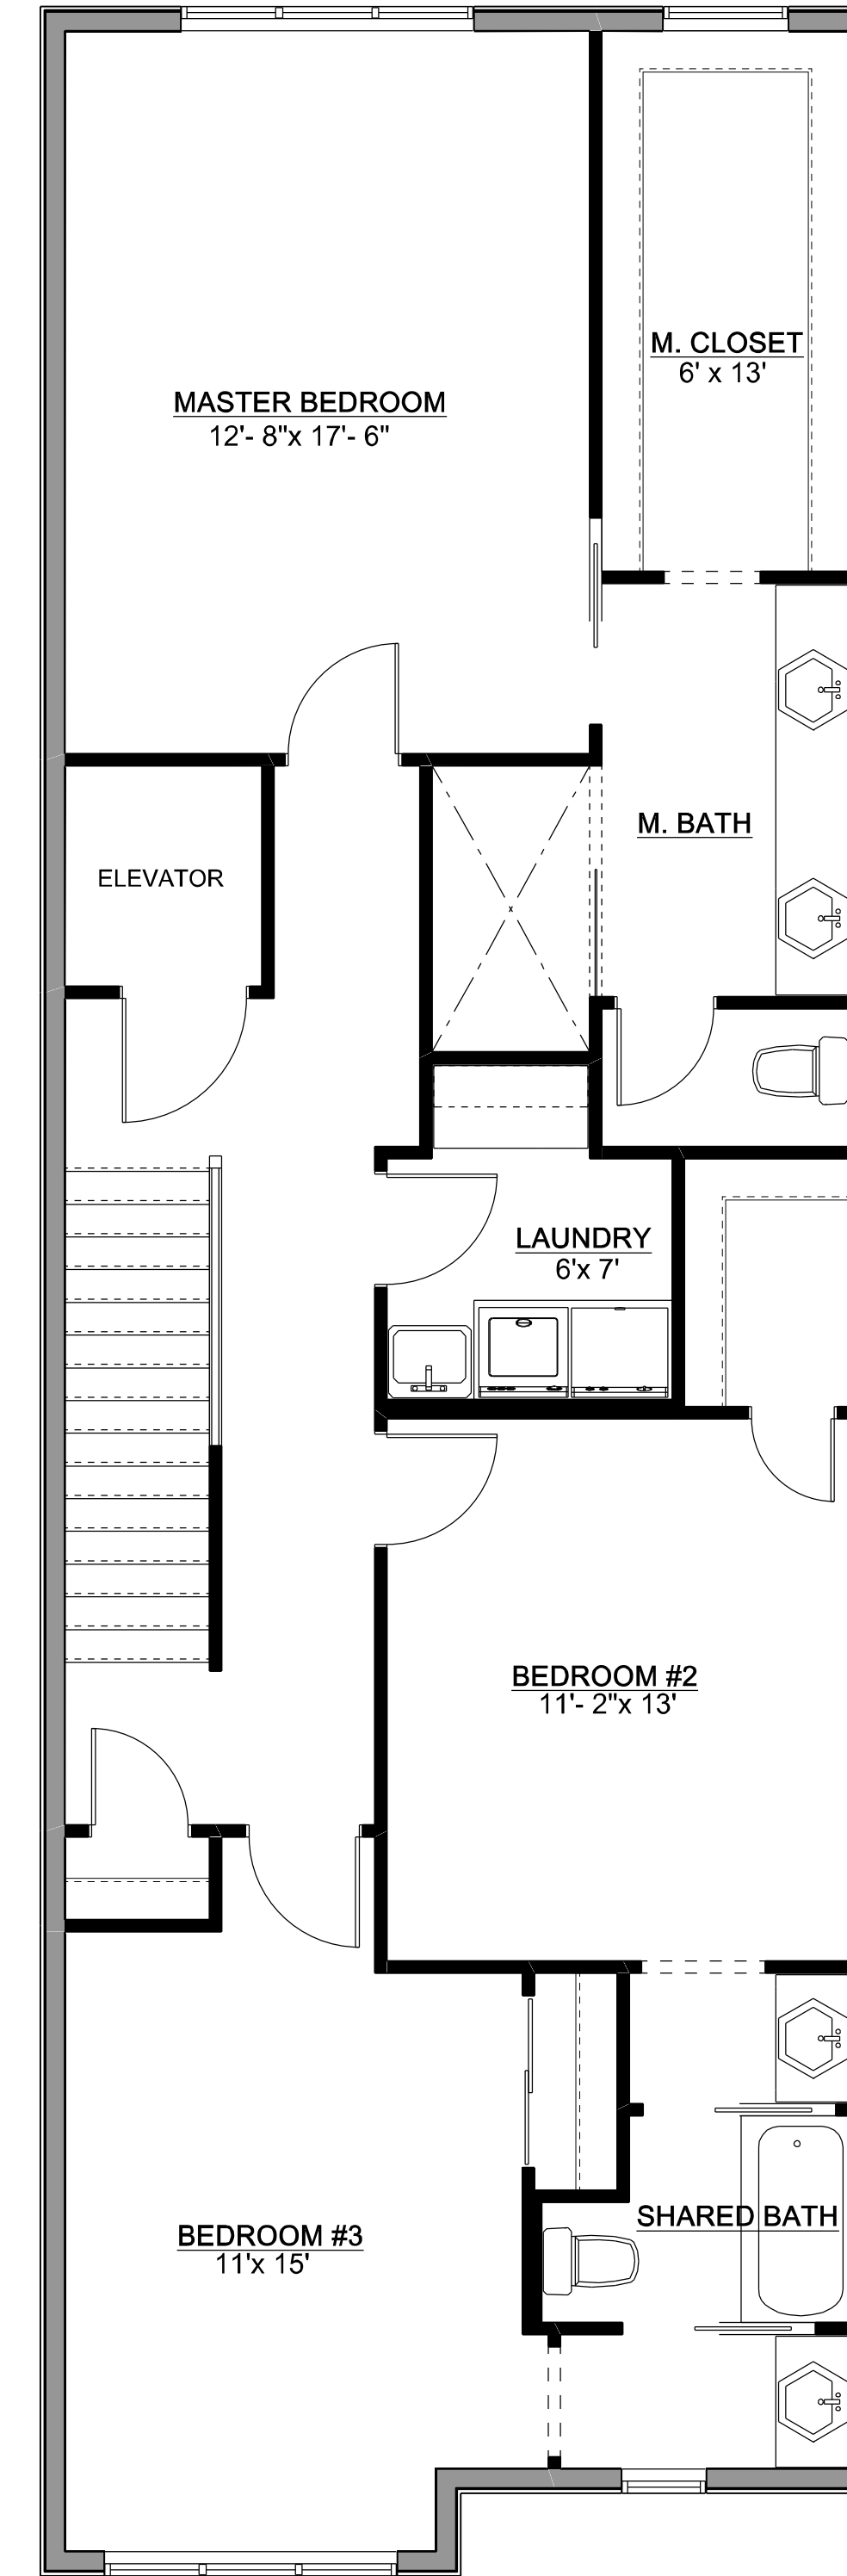 M. CLOSET
6' x 13'
MASTER BEDROOM
12'- 8"x 17'- 6"
M. BATH
ELEVATOR
LAUNDRY
6'x 7'
BEDROOM #2
11'- 2"x 13'
SHARED BATH
BEDROOM #3
11'x 15'